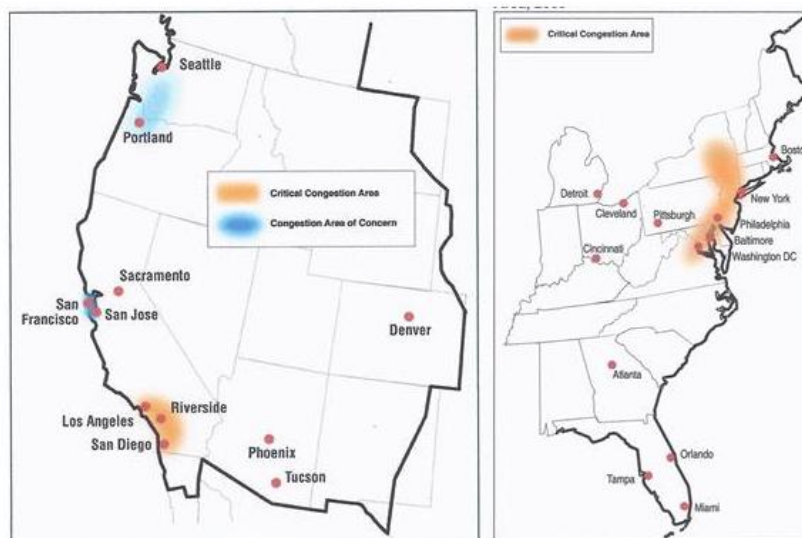 Seattle
Portland
Critical Congestion Area
Congestion Area of Concern
Sacramento
San
Francisco
San Jose
Denver
Los Angeles
Riverside
San Diego
Phoenix
Tucson
Critical Congestion Area
Bosto
Detroit
Cleveland
Pittsburgh
New York
Philadelphia
Baltimore
Washington DC
Cincinnati
Atlanta
Orlando
Tampa
Miami